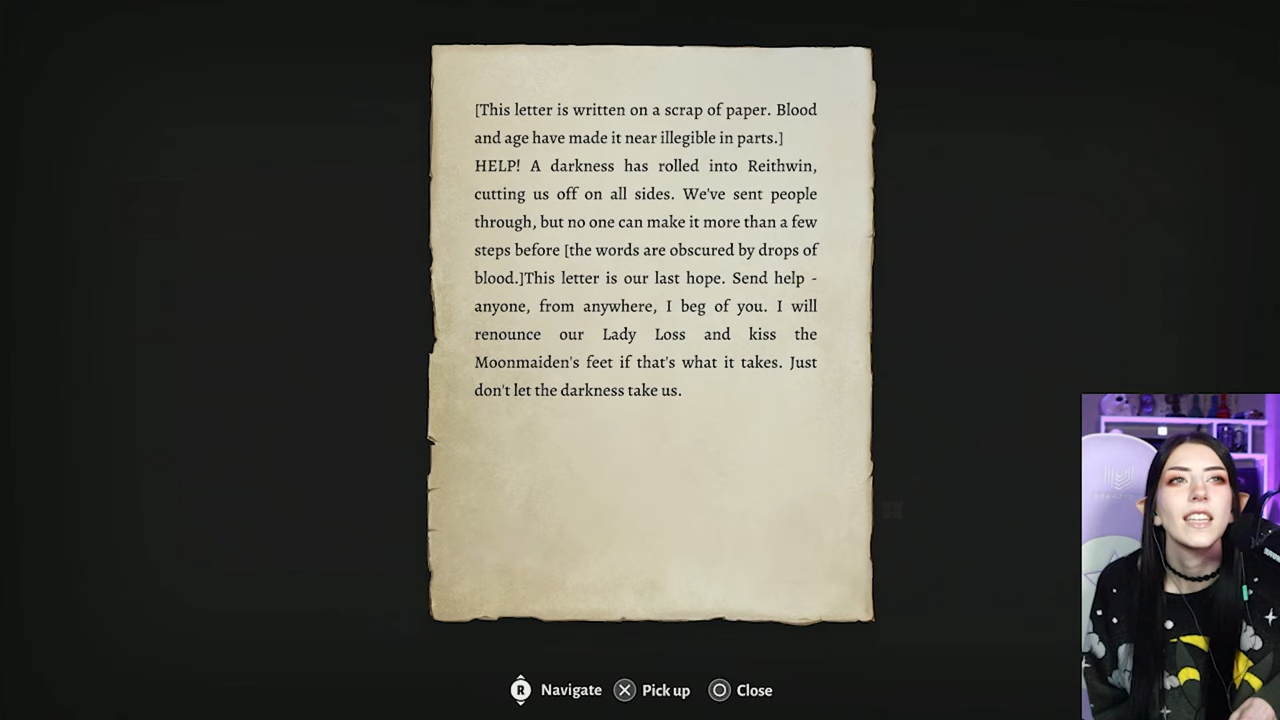 [This letter is written on a scrap of paper. Blood
and age have made it near illegible in parts.]
HELP! A darkness has rolled into Reithwin,
cutting us off on all sides. We've sent people
through, but no one can make it more than a few
steps before [the words are obscured by drops of
blood.]This letter is our last hope. Send help -
anyone, from anywhere, I beg of you. I will
renounce our Lady Loss and kiss the
Moonmaiden's feet if that's what it takes. Just
don't let the darkness take us.
R Navigate Pick up Close